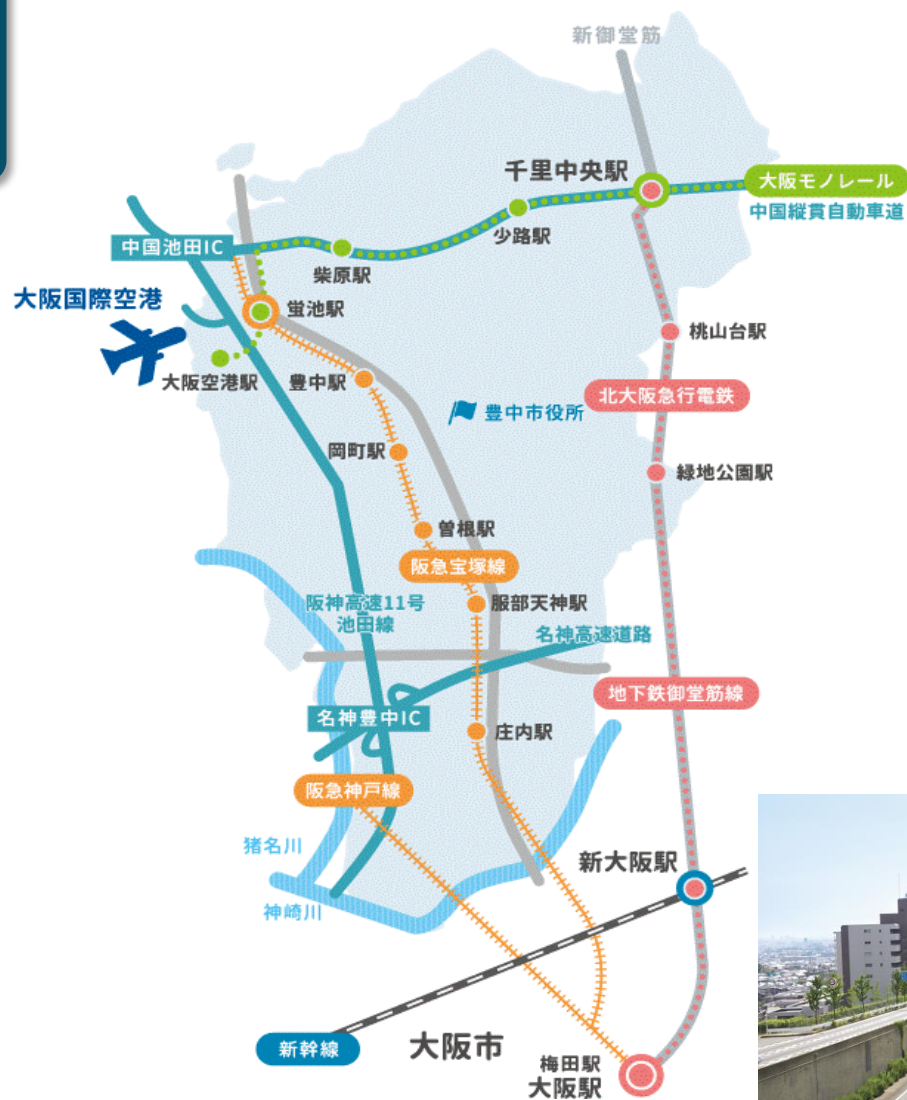 新御堂筋
千里中央駅
大阪モノレール
中国縦貫自動車道
少路駅
中国池田IC
柴原駅
大阪国際空港
蛍池駅
桃山台駅
大阪空港駅
豊中駅
北大阪急行電鉄
豊中市役所
岡町駅
緑地公園駅
曽根駅
阪急宝塚線
阪神高速11号
池田線
服部天神駅
名神高速道路
地下鉄御堂筋線
名神豊中IC
庄内駅
阪急神戸線
猪名川
新大阪駅
神崎川
新幹線
大阪市
梅田駅
大阪駅